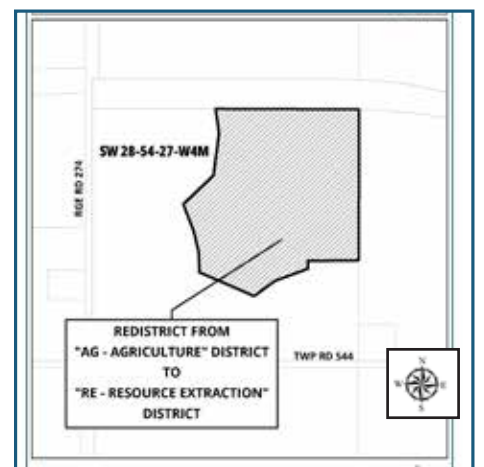 SW 28-54-27-W4M
RGE RD 274
REDISTRICT FROM
"AG - AGRICULTURE" DISTRICT
TO
"RE - RESOURCE EXTRACTION"
DISTRICT
TWP RD 544
N
W E
S